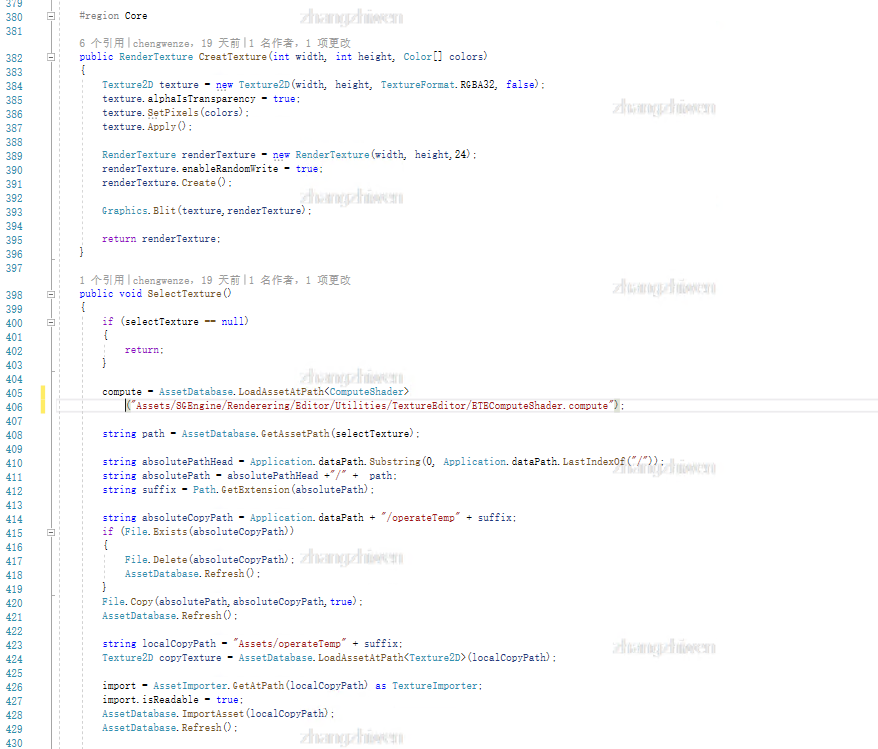 379
380 #region Core
381
6 个引用|chengwenze，19 天前|1 名作者，1 项更改
382 public RenderTexture CreatTexture(int width, int height, Color[] colors)
383 {
384 Texture2D texture = new Texture2D(width, height, TextureFormat.RGBA32, false);
385 texture.alphaIsTransparency = true;
386 texture.SetPixels(colors);
387 texture.Apply();
388
389 RenderTexture renderTexture = new RenderTexture(width, height,24);
390 renderTexture.enableRandomWrite = true;
391 renderTexture.Create();
392
393 Graphics.Blit(texture,renderTexture);
394
395 return renderTexture;
396 }
397
1 个引用|chengwenze，19 天前|1 名作者，1 项更改
398 public void SelectTexture()
399 {
400 if (selectTexture == null)
401 {
402 return;
403 }
404
405 compute = AssetDatabase.LoadAssetAtPath<ComputeShader>
406 ("Assets/SGEngine/Renderering/Editor/Utilities/TextureEditor/ETEComputeShader.compute");
407
408 string path = AssetDatabase.GetAssetPath(selectTexture);
409
410 string absolutePathHead = Application.dataPath.Substring(0, Application.dataPath.LastIndexOf("/"));
411 string absolutePath = absolutePathHead +"/" + path;
412 string suffix = Path.GetExtension(absolutePath);
413
414 string absoluteCopyPath = Application.dataPath + "/operateTemp" + suffix;
415 if (File.Exists(absoluteCopyPath))
416 {
417 File.Delete(absoluteCopyPath);
418 AssetDatabase.Refresh();
419 }
420 File.Copy(absolutePath,absoluteCopyPath,true);
421 AssetDatabase.Refresh();
422
423 string localCopyPath = "Assets/operateTemp" + suffix;
424 Texture2D copyTexture = AssetDatabase.LoadAssetAtPath<Texture2D>(localCopyPath);
425
426 import = AssetImporter.GetAtPath(localCopyPath) as TextureImporter;
427 import.isReadable = true;
428 AssetDatabase.ImportAsset(localCopyPath);
429 AssetDatabase.Refresh();
430
zhangzhiwen
zhangzhiwen
zhangzhiwen
zhangzhiwen
zhangzhiwen
zhangzhiwen
zhangzhiwen
zhangzhiwen
zhangzhiwen